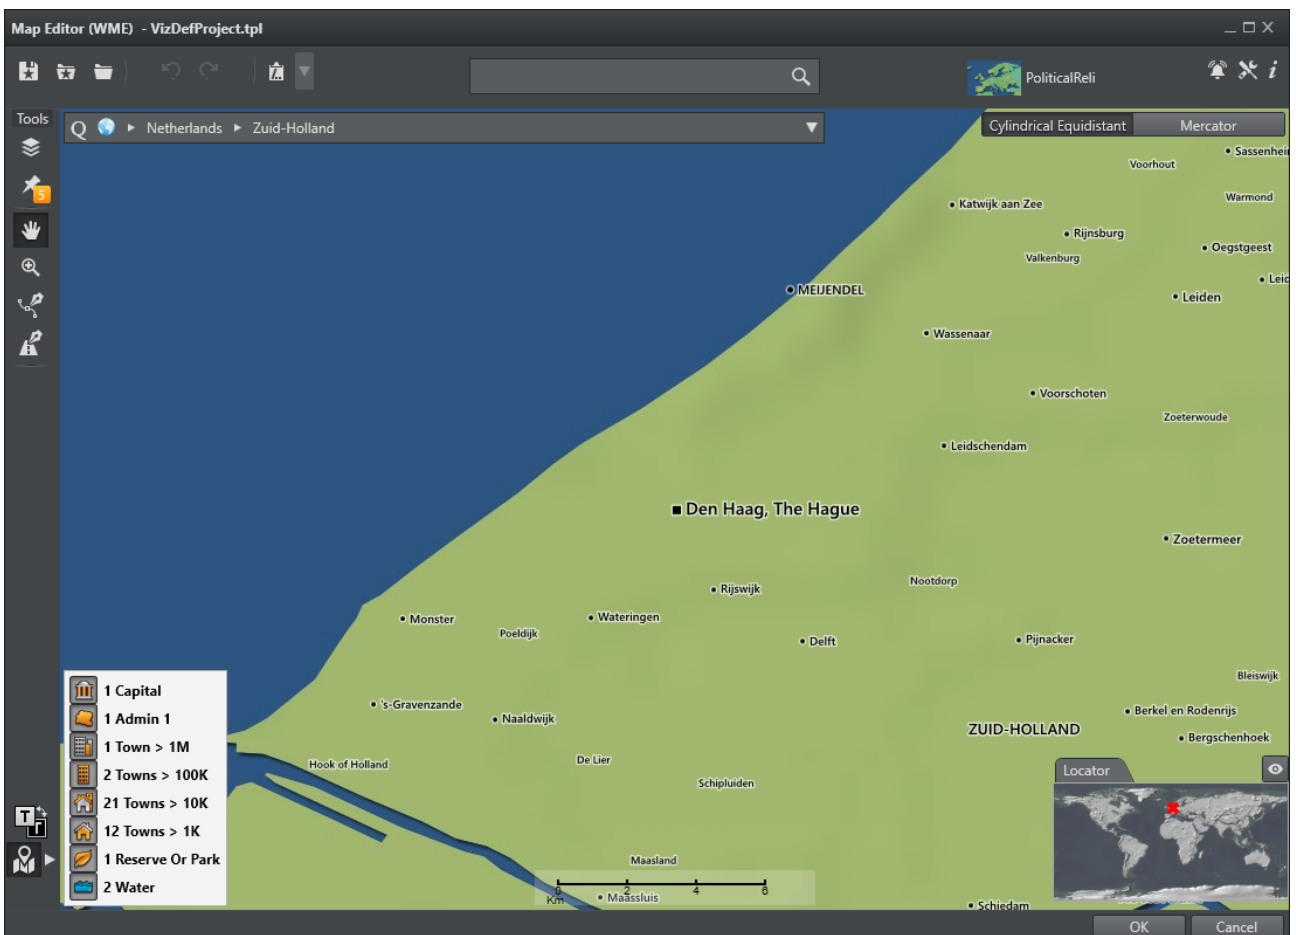 Map Editor (WME) - VizDefProject.tpl
PoliticalReli
i
Tools
Q Netherlands Zuid-Holland
Cylindrical Equidistant Mercator
5
Sassenhei
Voorhout
Warmond
Katwijk aan Zee
Rijnsburg
Oegstgeest
Valkenburg
Leid
MEIJENDEL
Leiden
Wassenaar
Voorschoten
Zoeterwoude
Leidschendam
Den Haag, The Hague
Zoetermeer
Nootdorp
Rijswijk
Monster
Wateringen
Poeldijk
Delft
Pijnacker
Bleiswijk
's-Gravenzande
Naaldwijk
Berkel en Rodenrijs
ZUID-HOLLAND
Bergschenhoek
Hook of Holland
De Lier
Schipluiden
Maasland
Maassluis
Schiedam
1 Capital
1 Admin 1
1 Town > 1M
2 Towns > 100K
21 Towns > 10K
12 Towns > 1K
1 Reserve Or Park
2 Water
T T
0 2 4 6
Km
Locator
OK Cancel